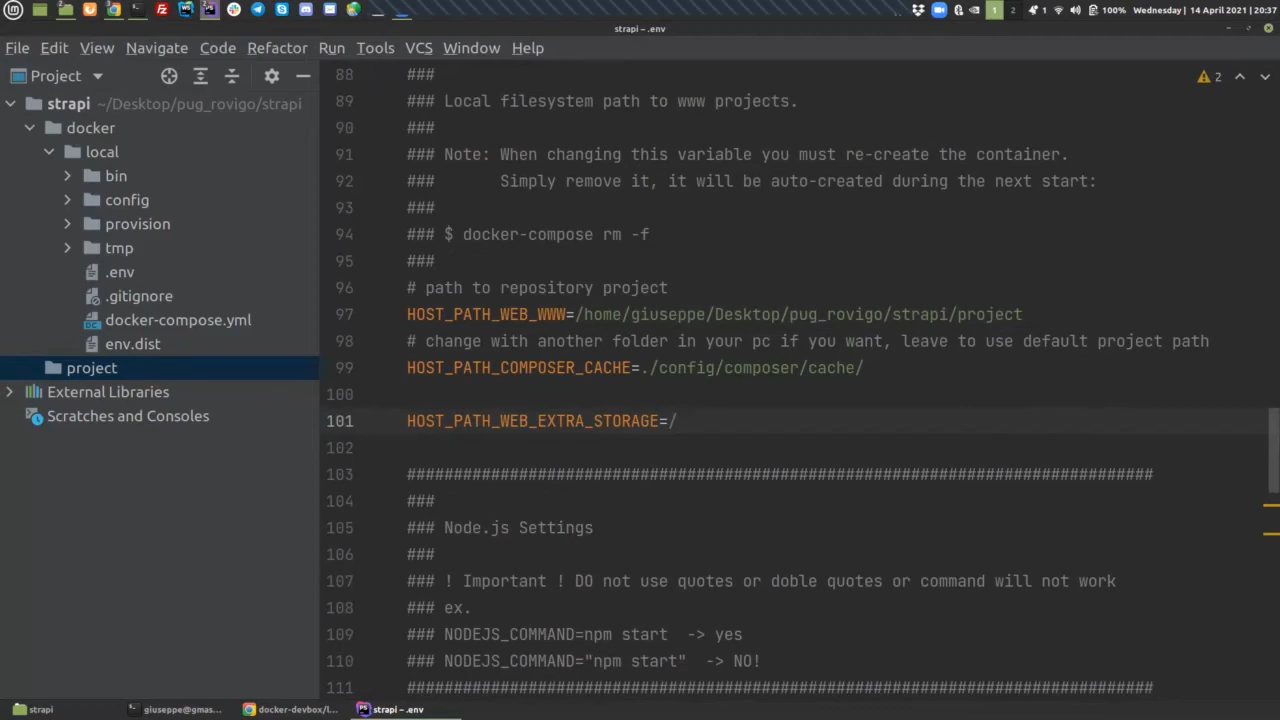 100%
Wednesday | 14 April 2021 | 20:37
1
2
1
strapi – .env
File Edit View Navigate Code Refactor Run Tools VCS Window Help
Project
2
strapi ~/Desktop/pug_rovigo/strapi
docker
local
bin
config
provision
tmp
.env
.gitignore
docker-compose.yml
env.dist
project
External Libraries
Scratches and Consoles
88 ###
89 ### Local filesystem path to www projects.
90 ###
91 ### Note: When changing this variable you must re-create the container.
92 ### Simply remove it, it will be auto-created during the next start:
93 ###
94 ### $ docker-compose rm -f
95 ###
96 # path to repository project
97 HOST_PATH_WEB_WWW=/home/giuseppe/Desktop/pug_rovigo/strapi/project
98 # change with another folder in your pc if you want, leave to use default project path
99 HOST_PATH_COMPOSER_CACHE=./config/composer/cache/
100
101 HOST_PATH_WEB_EXTRA_STORAGE=/
102
103 ################################################################################
104 ###
105 ### Node.js Settings
106 ###
107 ### ! Important ! DO not use quotes or doble quotes or command will not work
108 ### ex.
109 ### NODEJS_COMMAND=npm start -> yes
110 ### NODEJS_COMMAND="npm start" -> NO!
111 ################################################################################
strapi
giuseppe@gmas...
docker-devbox/l...
strapi – .env